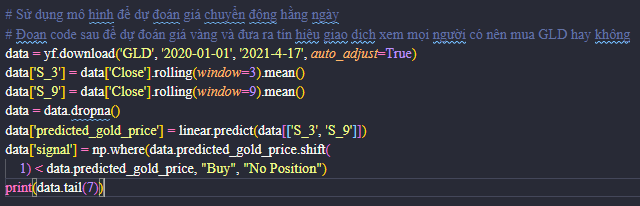 # Sử dụng mô hình để dự đoán giá chuyển động hằng ngày
# Đoạn code sau để dự đoán giá vàng và đưa ra tín hiệu giao dịch xem mọi người có nên mua GLD hay không
data = yf.download('GLD', '2020-01-01', '2021-4-17', auto_adjust=True)
data['S_3'] = data['Close'].rolling(window=3).mean()
data['S_9'] = data['Close'].rolling(window=9).mean()
data = data.dropna()
data['predicted_gold_price'] = linear.predict(data[['S_3', 'S_9']])
data['signal'] = np.where(data.predicted_gold_price.shift(
1) < data.predicted_gold_price, "Buy", "No Position")
print(data.tail(7))